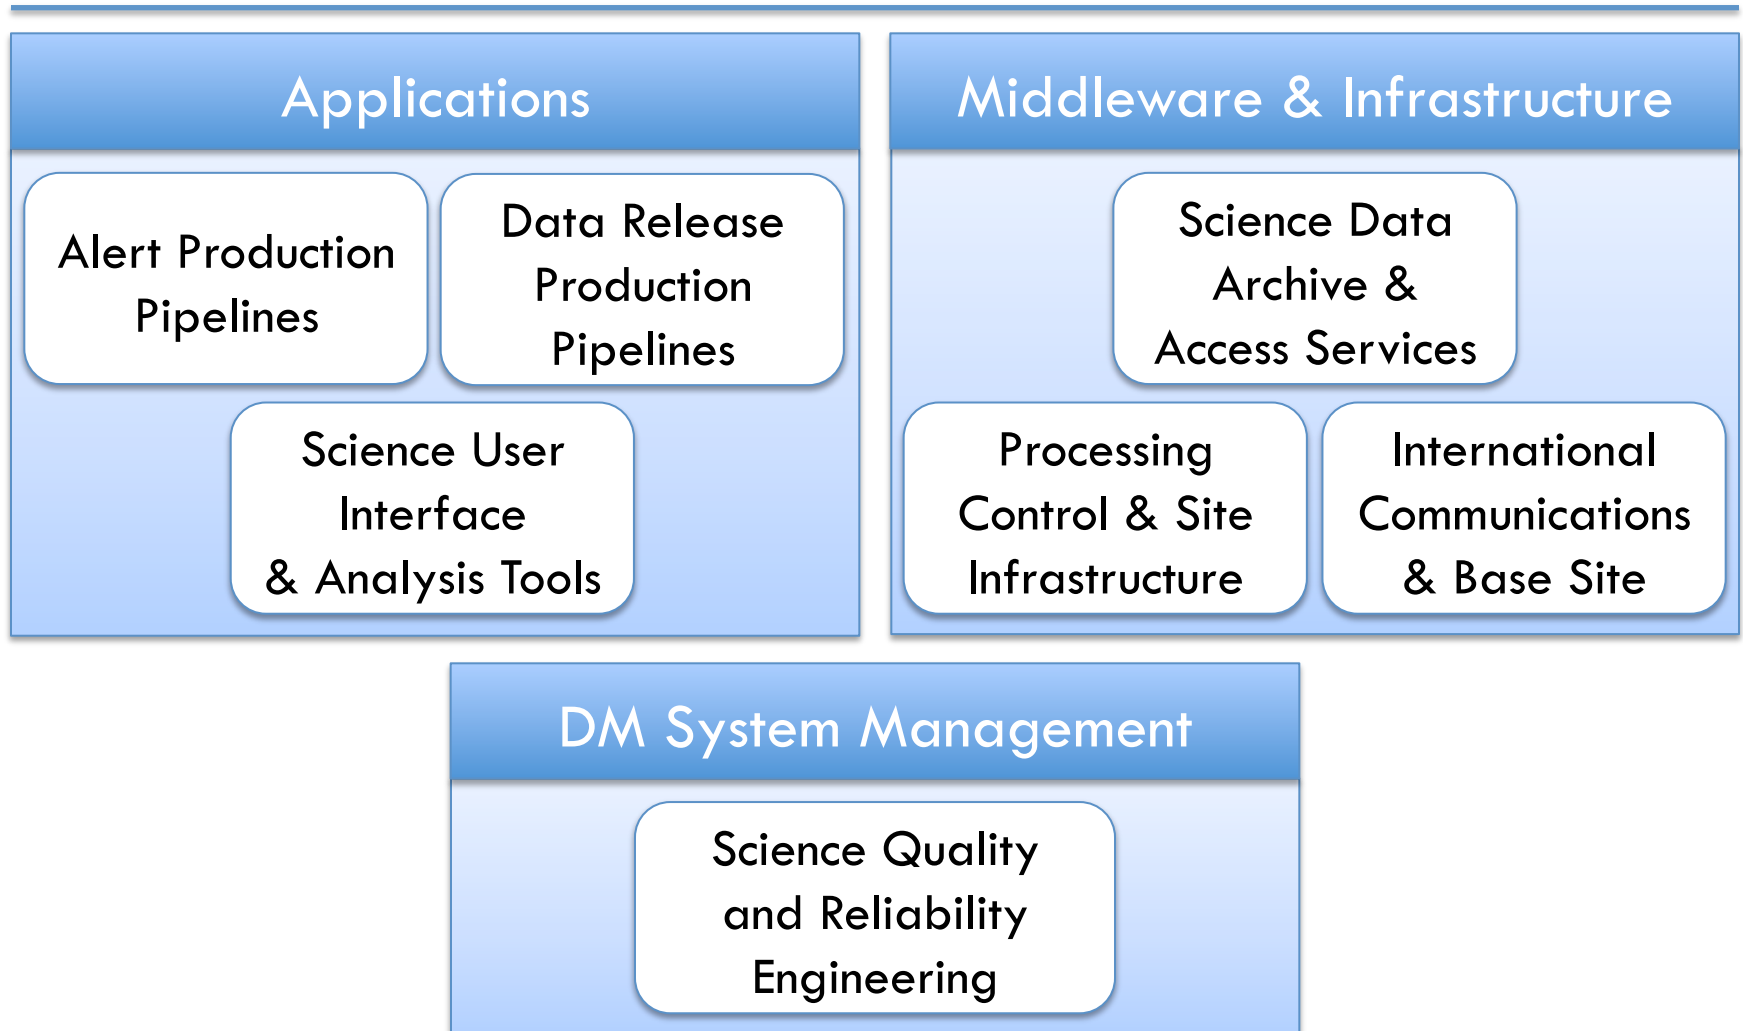 Applications
Alert Production
Pipelines
Data Release
Production
Pipelines
Science User
Interface
& Analysis Tools
Middleware & Infrastructure
Science Data
Archive &
Access Services
Processing
Control & Site
Infrastructure
International
Communications
& Base Site
DM System Management
Science Quality
and Reliability
Engineering